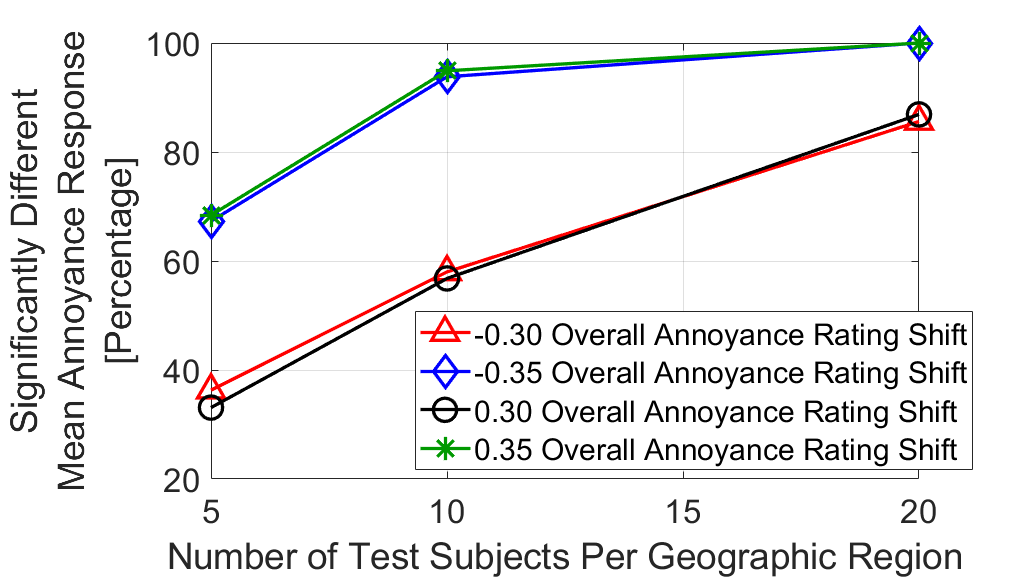 Significantly Different
Mean Annoyance Response
[Percentage]
100
80
60
40
20
5
10
15
20
Number of Test Subjects Per Geographic Region
-0.30 Overall Annoyance Rating Shift
-0.35 Overall Annoyance Rating Shift
0.30 Overall Annoyance Rating Shift
0.35 Overall Annoyance Rating Shift